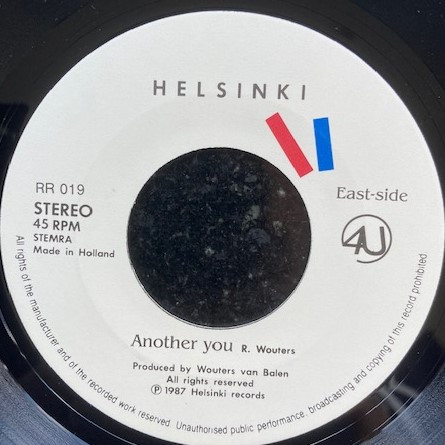 HELSINKI
RR 019
STEREO
45 RPM
STEMRA
Made in Holland
East-side
4U
Another you R. Wouters
Produced by Wouters van Balen
All rights reserved
Ⓟ 1987 Helsinki records
All rights of the manufacturer and of the recorded work reserved Unauthorised public performance, broadcasting and copying of this record prohibited